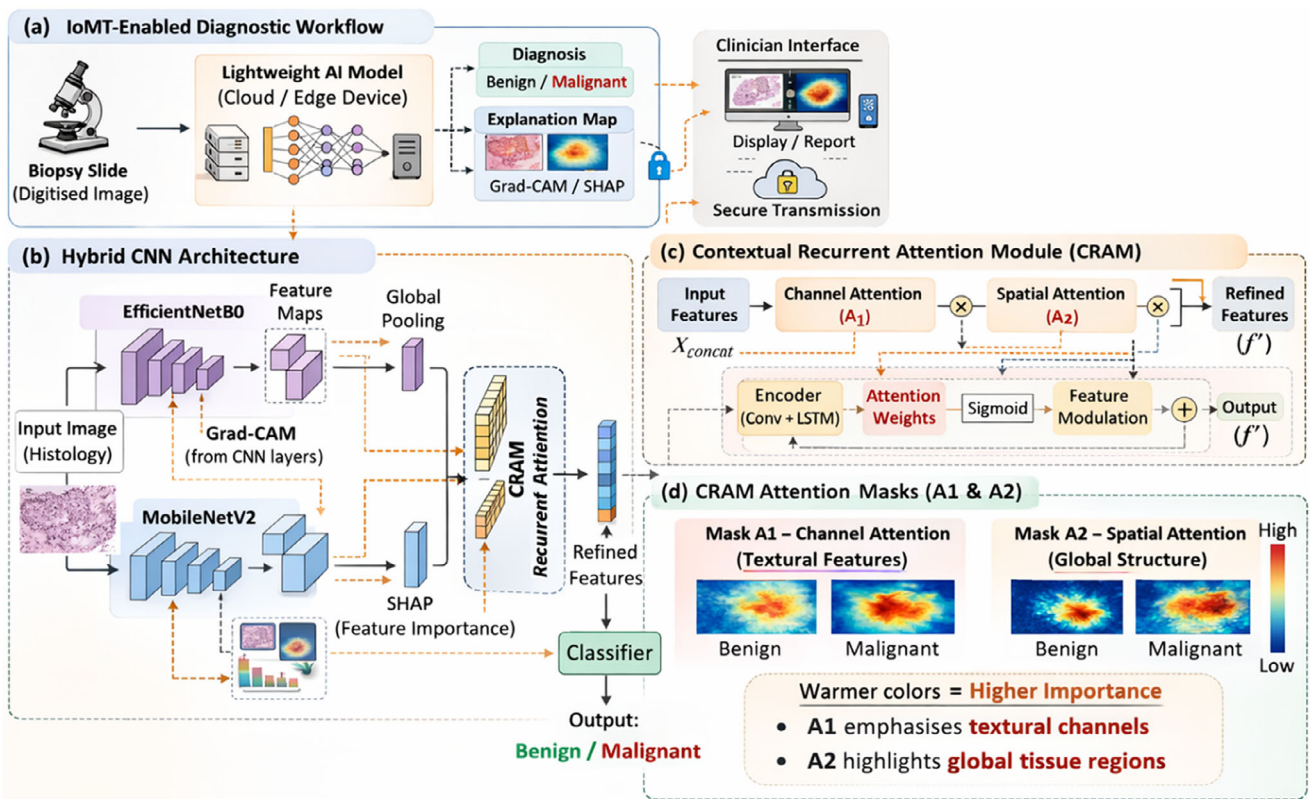 (a) IoMT-Enabled Diagnostic Workflow
Biopsy Slide
(Digitised Image)
Lightweight AI Model
(Cloud / Edge Device)
Diagnosis
Benign / Malignant
Explanation Map
Grad-CAM / SHAP
Clinician Interface
Display / Report
Secure Transmission
(b) Hybrid CNN Architecture
EfficientNetB0
Feature
Maps
Global
Pooling
Input Image
(Histology)
Grad-CAM
(from CNN layers)
MobileNetV2
SHAP
(Feature Importance)
CRAM
Recurrent Attiention
Refined
Features
Classifier
Output:
Benign / Malignant
(c) Contextual Recurrent Attention Module (CRAM)
Input
Features
Channel Attention
(A₁)
×
Spatial Attention
(A₂)
×
Refined
Features
(f')
Xconcat
Encoder
(Conv + LSTM)
Attention
Weights
Sigmoid
Feature
Modulation
+
Output
(f')
(d) CRAM Attention Masks (A1 & A2)
Mask A1 – Channel Attention
(Textural Features)
Benign
Malignant
Mask A2 – Spatial Attention
(Global Structure)
Benign
Malignant
High
Low
Warmer colors = Higher Importance
• A1 emphasises textural channels
• A2 highlights global tissue regions